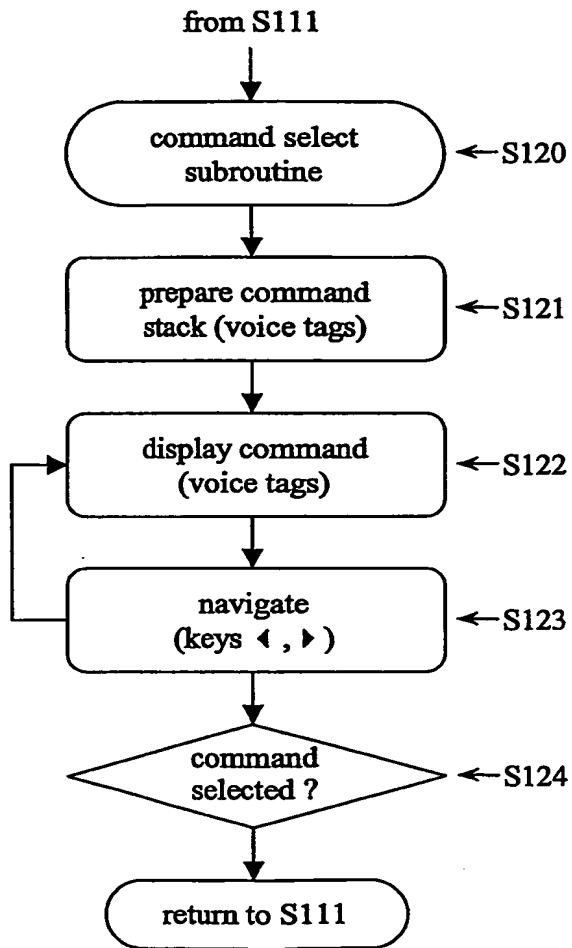 from S111
command select
subroutine
S120
prepare command
stack (voice tags)
S121
display command
(voice tags)
S122
navigate
(keys ◀ , ▶ )
S123
command
selected ?
S124
return to S111